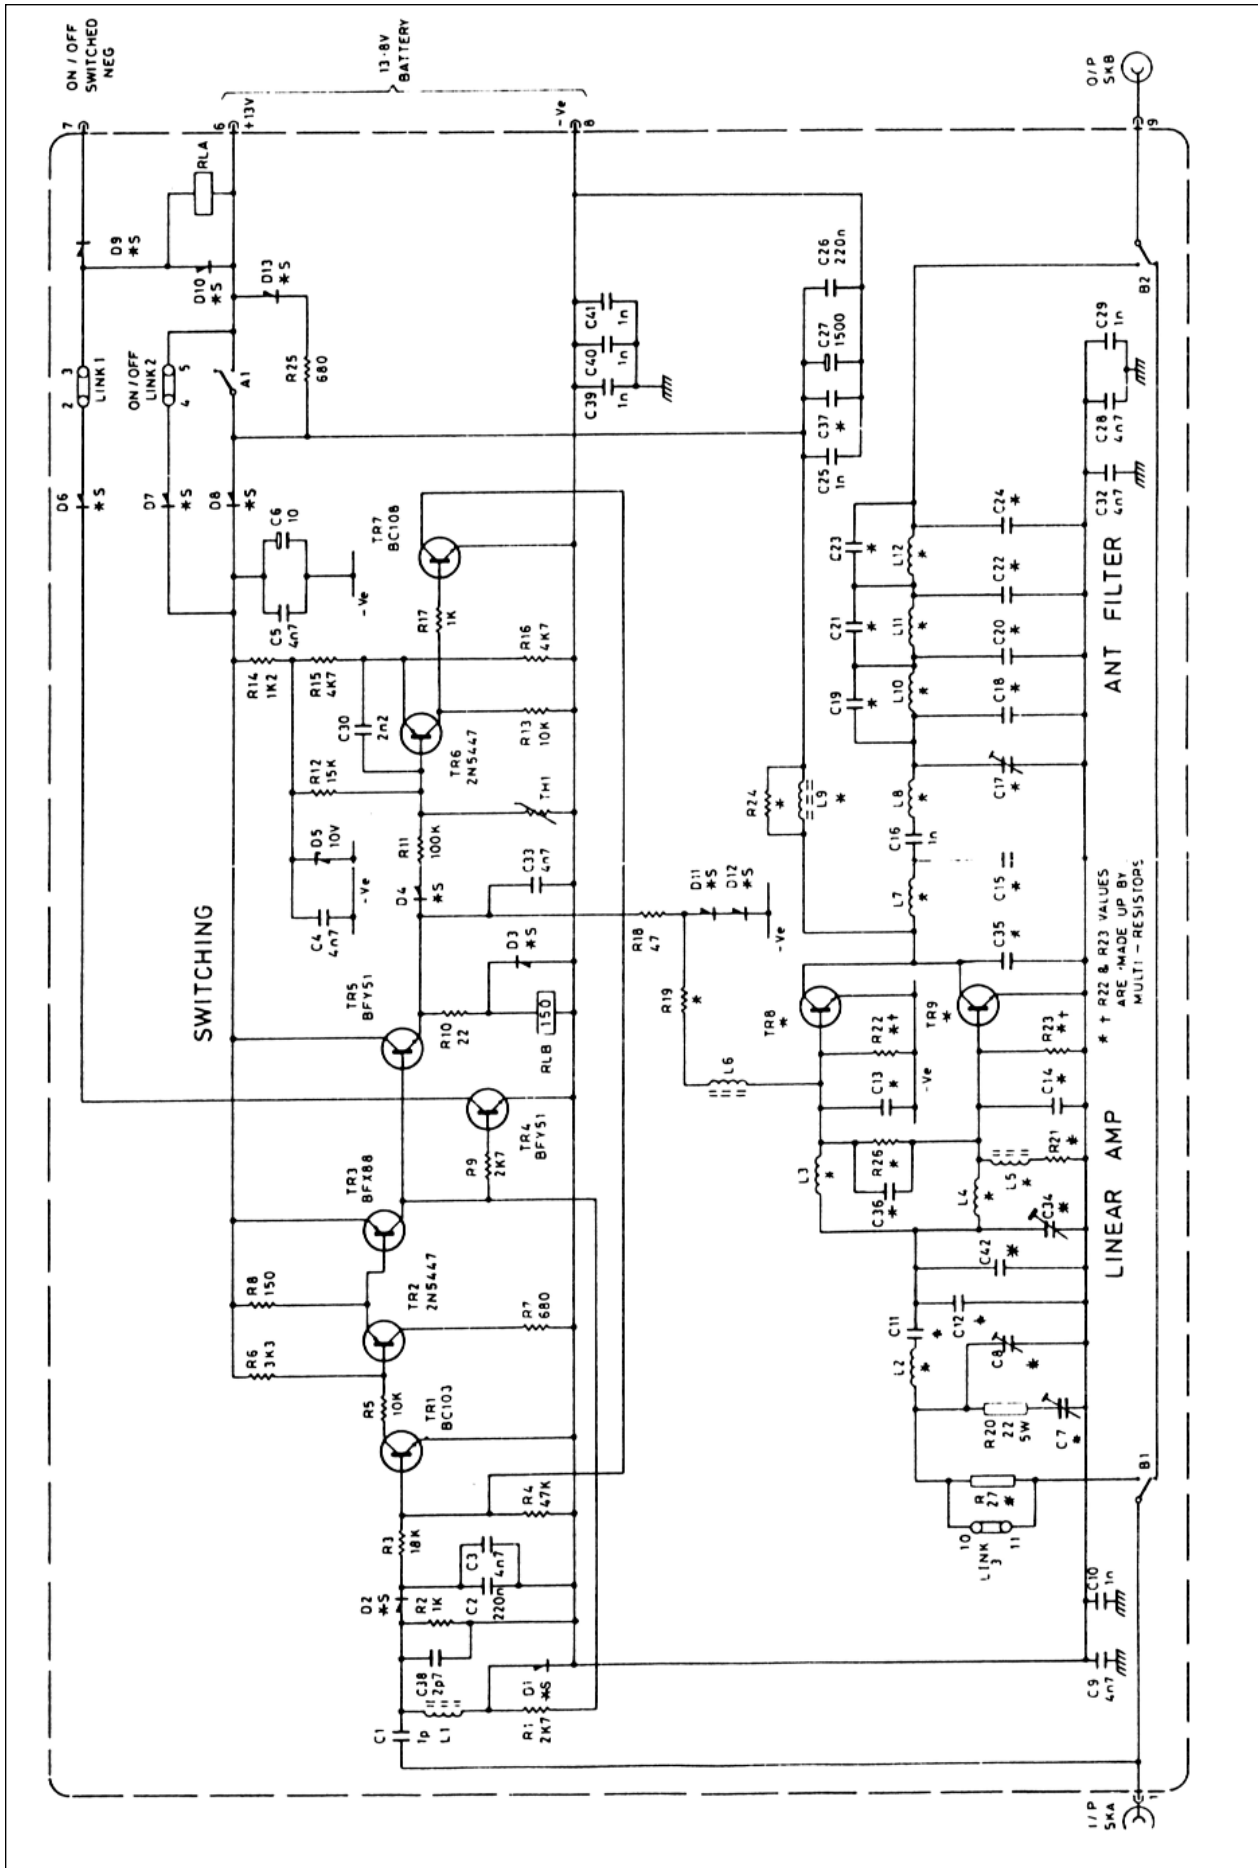 ON / OFF
SWITCHED
NEG
7
D6
*S
2
3
LINK1
D9
*S
ON/OFF
LINK2
4
5
D7
*S
D10
*S
RLA
SWITCHING
6
+13V
13·8V
BATTERY
D8
*S
A1
D13
*S
R25
680
R6
3K3
R8
150
R14
1K2
C5
4n7
C6
10
-Ve
C4
4n7
D5
10V
-Ve
R12
15K
R15
4K7
C30
2n2
C1
1p
L1
C38
2p7
R2
1K
D2
*S
R3
18K
C2
220n
C3
4n7
TR1
BC103
R5
10K
TR2
2N5447
TR3
BFX88
TR5
BFY51
D4
*S
R11
100K
TR6
2N5447
R17
1K
TR7
BC108
R1
2K7
D1
*S
R4
47K
R7
680
R9
2K7
TR4
BFY51
R10
22
RLB
150
D3
*S
C33
4n7
TH1
R13
10K
R16
4K7
-Ve
8
C39
1n
C40
1n
C41
1n
R18
47
D11
*S
D12
*S
-Ve
R19
*
L6
R24
*
L9
*
C25
1n
C37
*
C27
1500
C26
220n
TR8
*
L3
*
C36
*
R26
*
C13
*
R22
*†
-Ve
TR9
*
L7
*
C16
1n
L8
*
C19
*
L10
*
C21
*
L11
*
C23
*
L12
*
L2
*
C11
*
C12
*
C42
*
L4
*
C34
*
L5
*
R21
*
C14
*
R23
*†
C35
*
C15
*
C17
*
C18
*
C20
*
C22
*
C24
*
LINK
3
10
11
R
27
*
R20
22
5W
C7
*
C8
*
LINEAR AMP
* † R22 & R23 VALUES
ARE MADE UP BY
MULTI - RESISTORS
ANT FILTER
C9
4n7
C10
1n
C32
4n7
C28
4n7
C29
1n
I/P
SKA
1
B1
B2
9
O/P
SKB